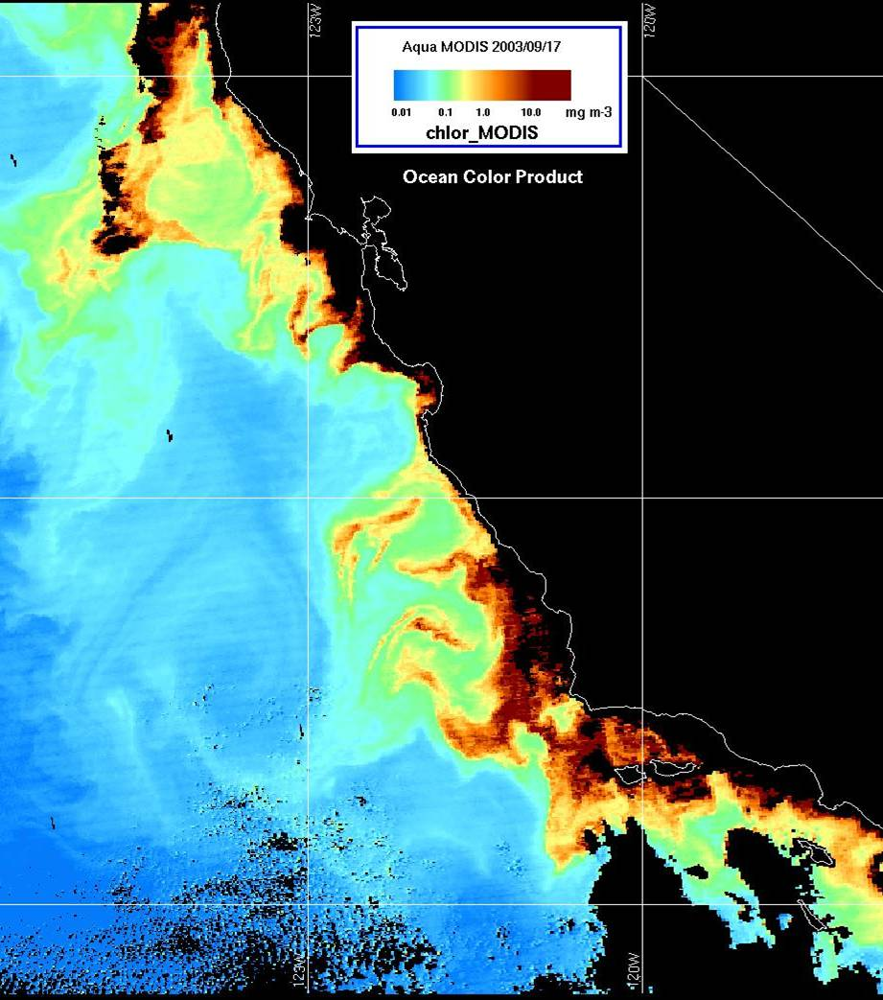 123W
120W
Aqua MODIS 2003/09/17
0.01 0.1 1.0 10.0 mg m-3
chlor_MODIS
Ocean Color Product
123W
120W